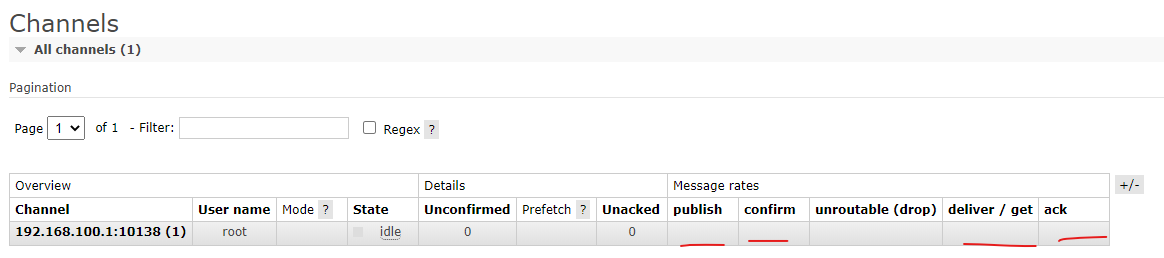 Channels
All channels (1)
Pagination
Page 1 of 1 - Filter: Regex ?
Overview Details Message rates +/-
Channel User name Mode ? State Unconfirmed Prefetch ? Unacked publish confirm unroutable (drop) deliver / get ack
192.168.100.1:10138 (1) root idle 0 0